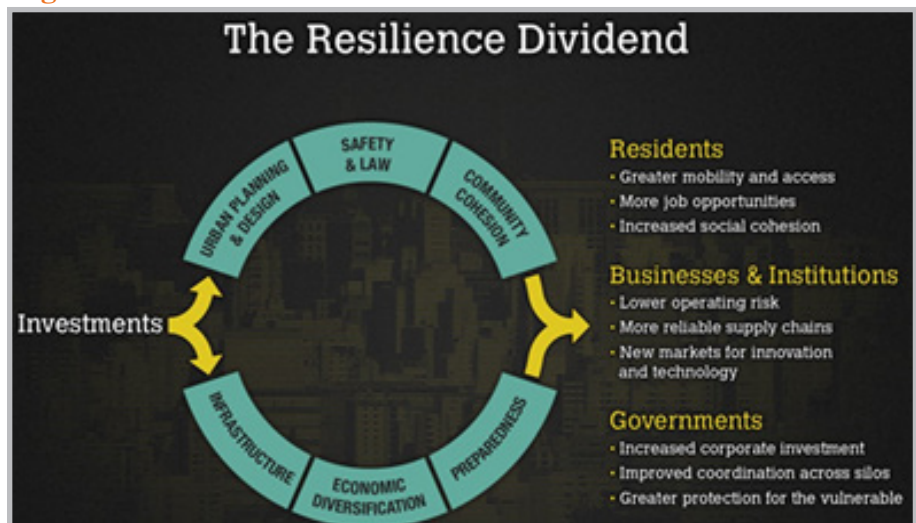 The Resilience Dividend
Investments
URBAN PLANNING
& DESIGN
SAFETY
& LAW
COMMUNITY
COHESION
INFRASTRUCTURE
ECONOMIC
DIVERSIFICATION
PREPAREDNESS
Residents
• Greater mobility and access
• More job opportunities
• Increased social cohesion
Businesses & Institutions
• Lower operating risk
• More reliable supply chains
• New markets for innovation
and technology
Governments
• Increased corporate investment
• Improved coordination across silos
• Greater protection for the vulnerable